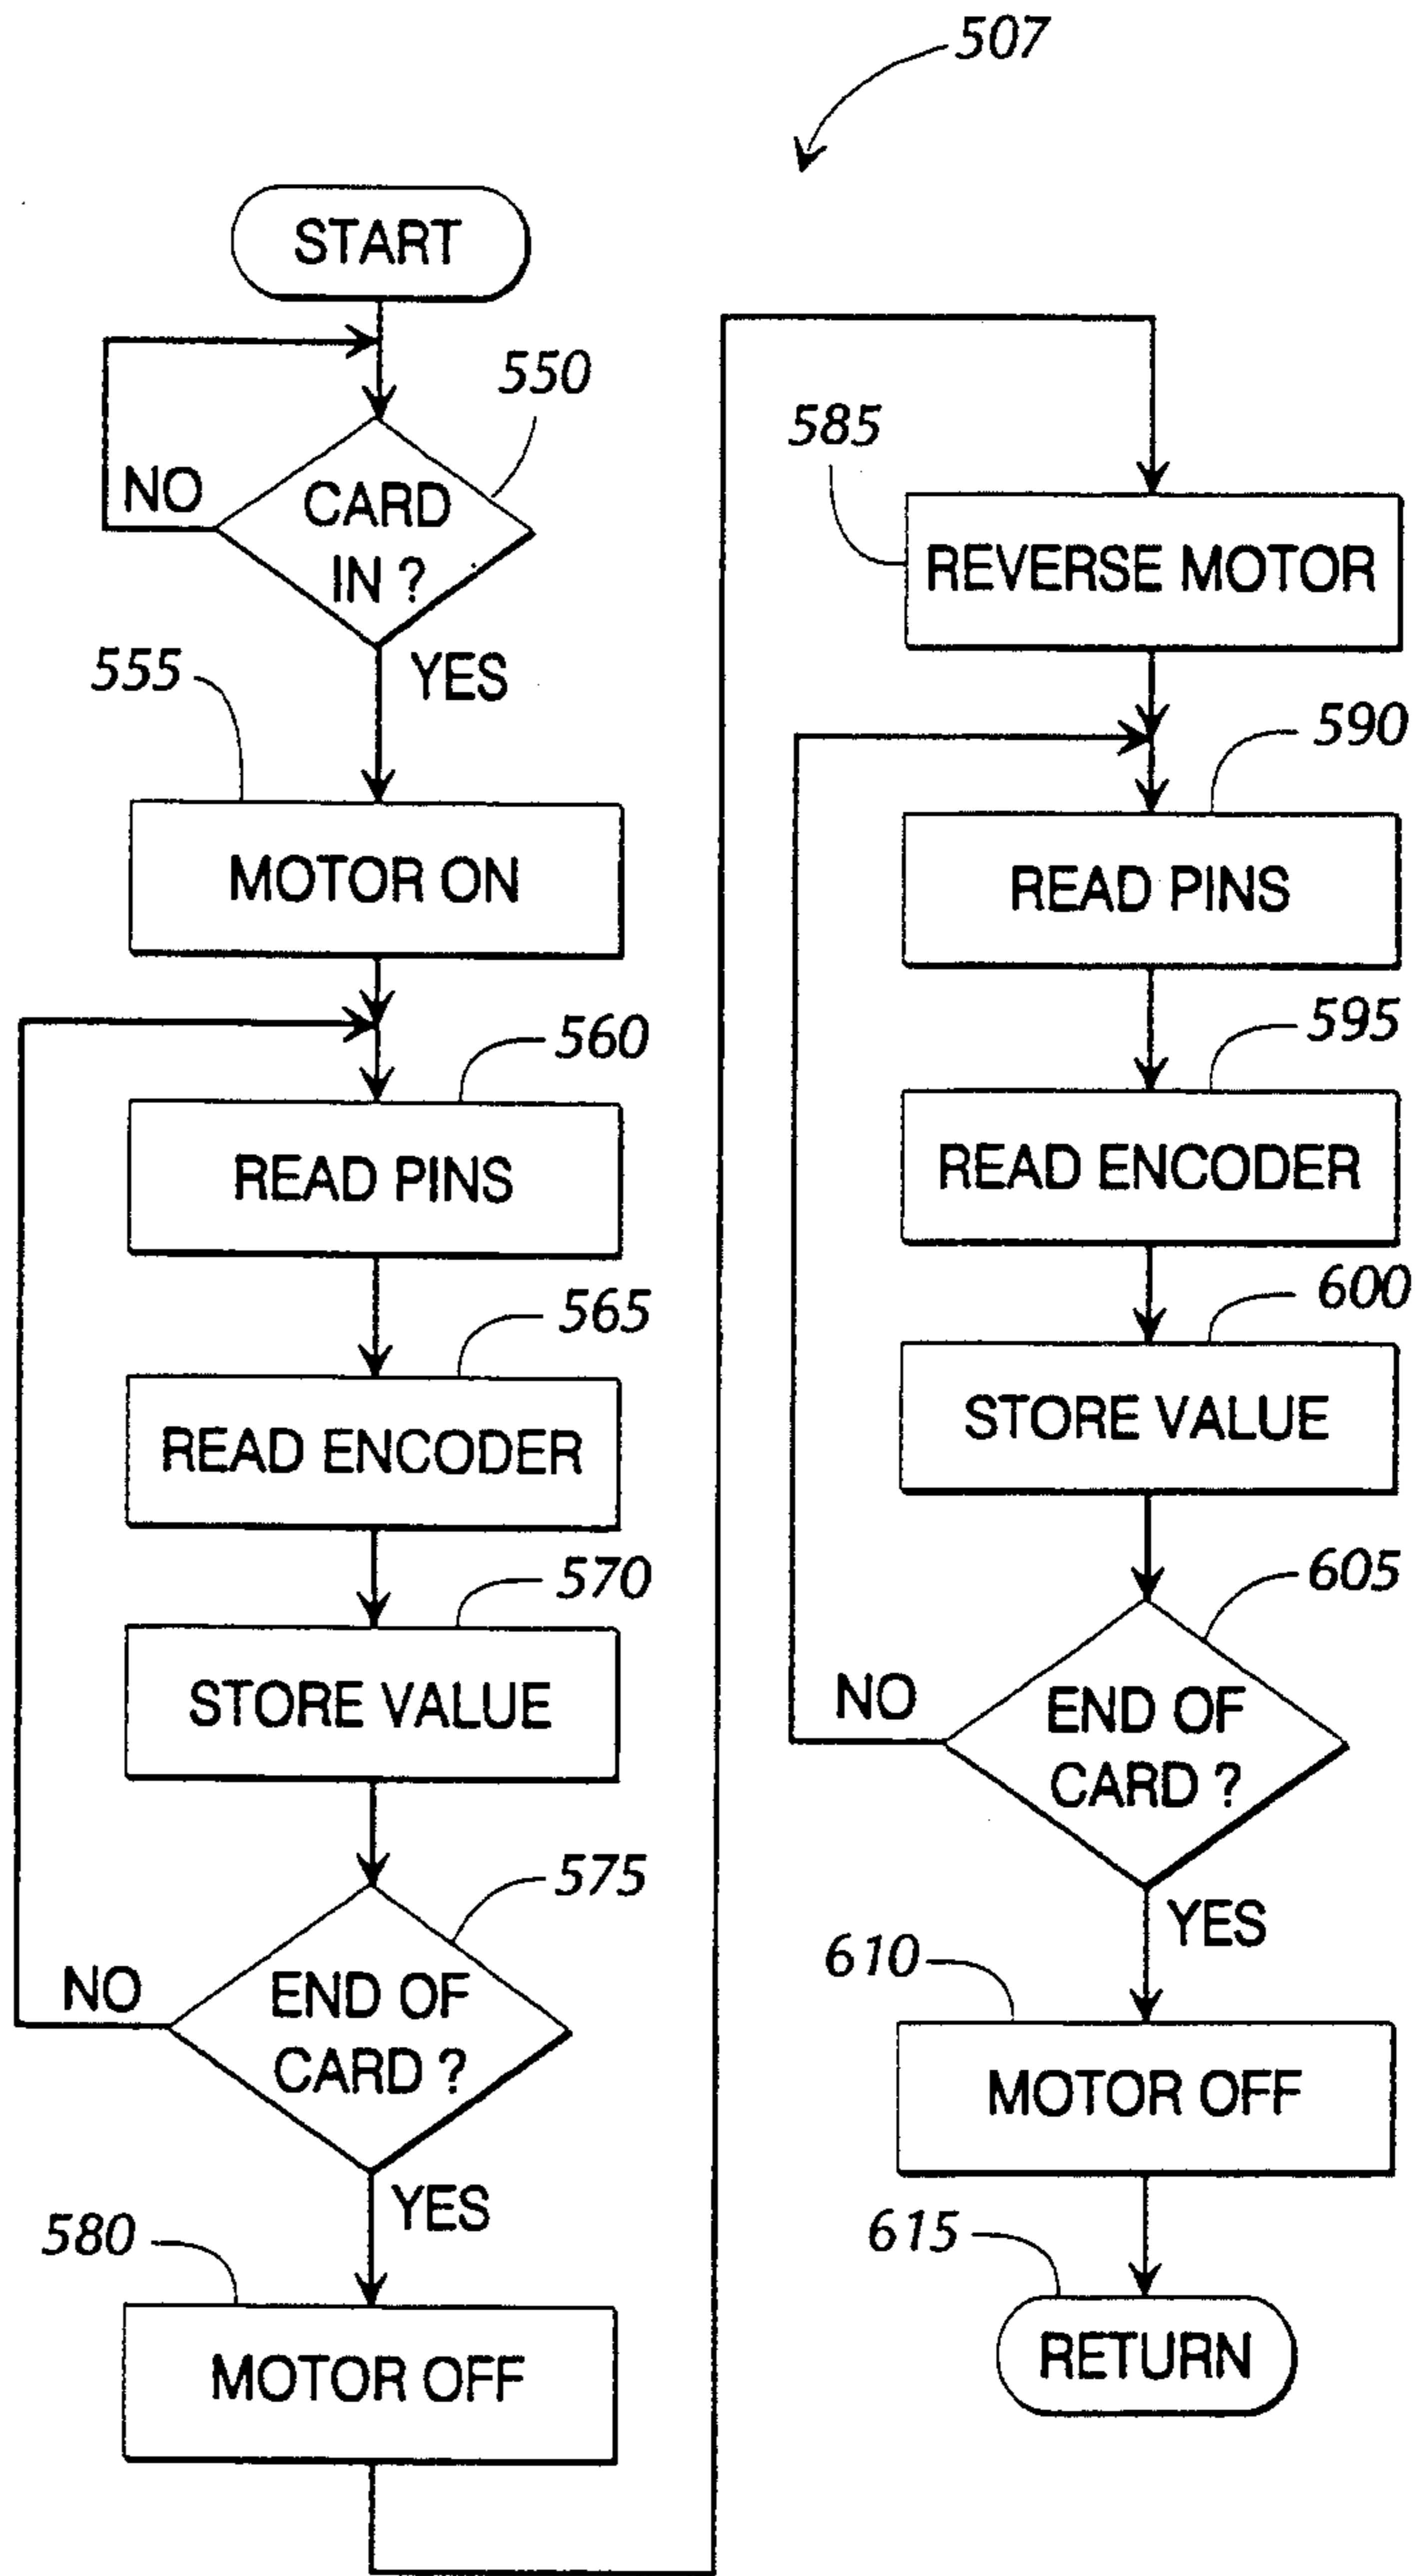 507
START
550
NO
CARD
IN ?
YES
555
MOTOR ON
560
READ PINS
565
READ ENCODER
570
STORE VALUE
575
NO
END OF
CARD ?
YES
580
MOTOR OFF
585
REVERSE MOTOR
590
READ PINS
595
READ ENCODER
600
STORE VALUE
605
NO
END OF
CARD ?
YES
610
MOTOR OFF
615
RETURN